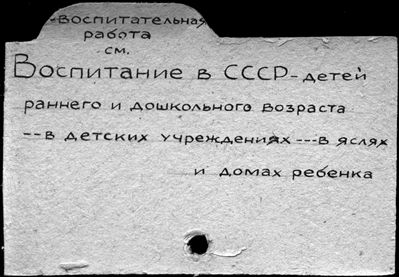 -Воспитательная
работа
см.
Воспитание в СССР-детей
раннего и дошкольного возраста
--в детских учреждениях---в яслях
и домах ребенка